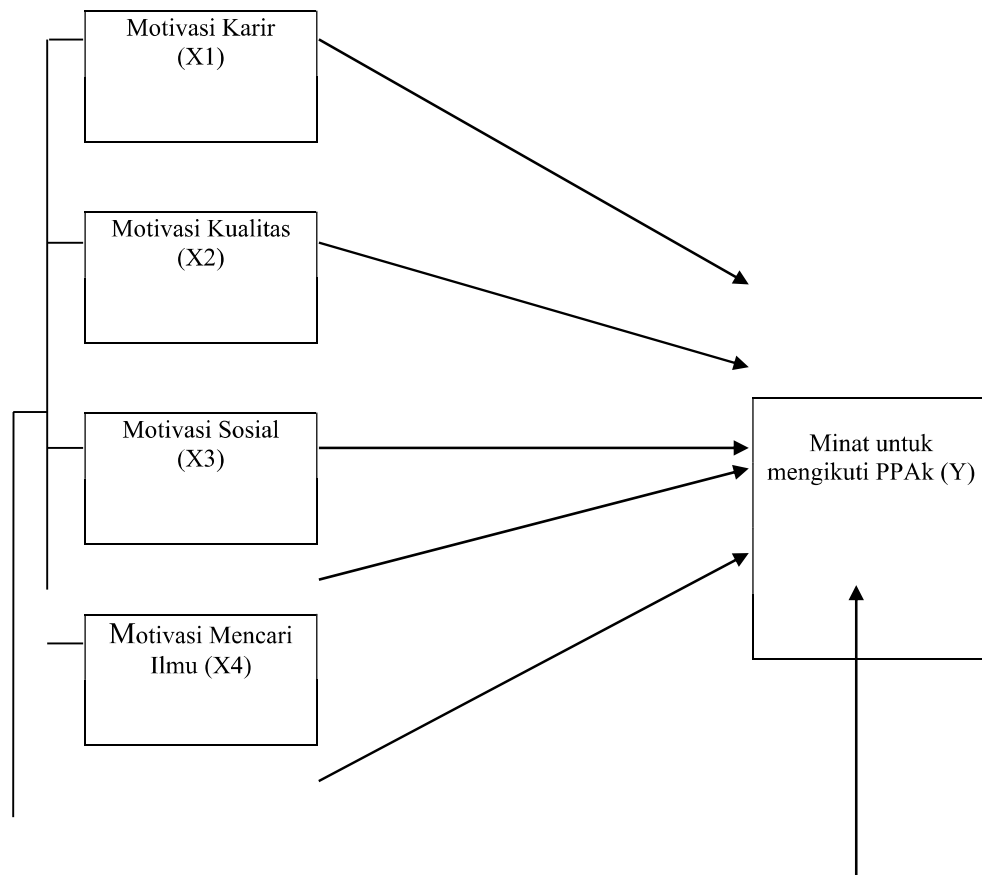 Motivasi Karir
(X1)
Motivasi Kualitas
(X2)
Motivasi Sosial
(X3)
Motivasi Mencari
Ilmu (X4)
Minat untuk
mengikuti PPAk (Y)